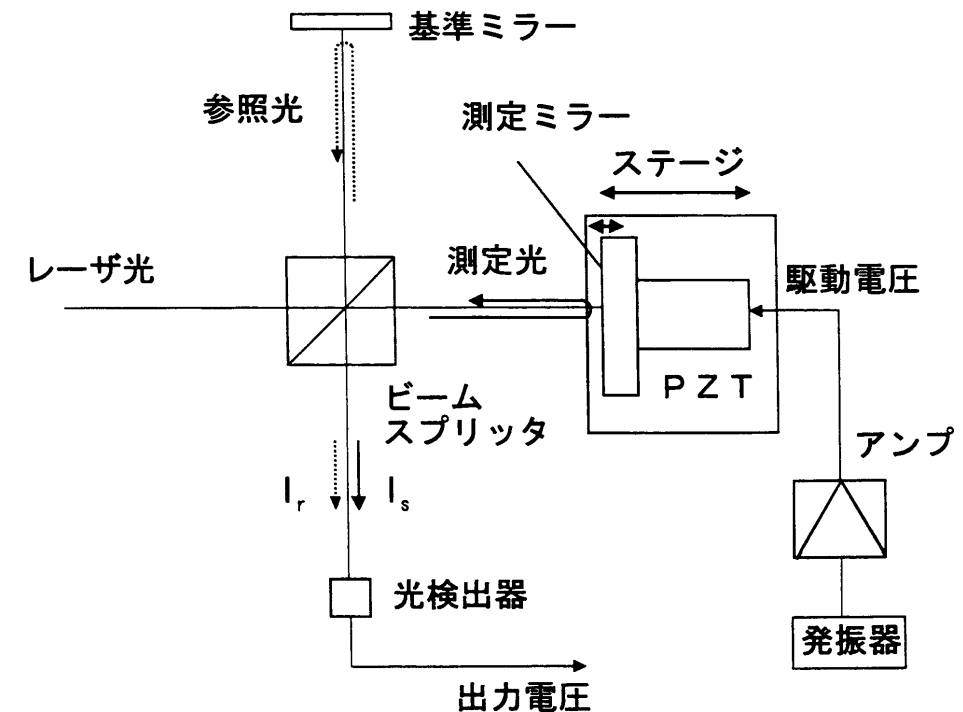 基準ミラー
参照光
測定ミラー
ステージ
レーザ光
測定光
駆動電圧
PZT
ビーム
スプリッタ
アンプ
Ir
Is
光検出器
発振器
出力電圧